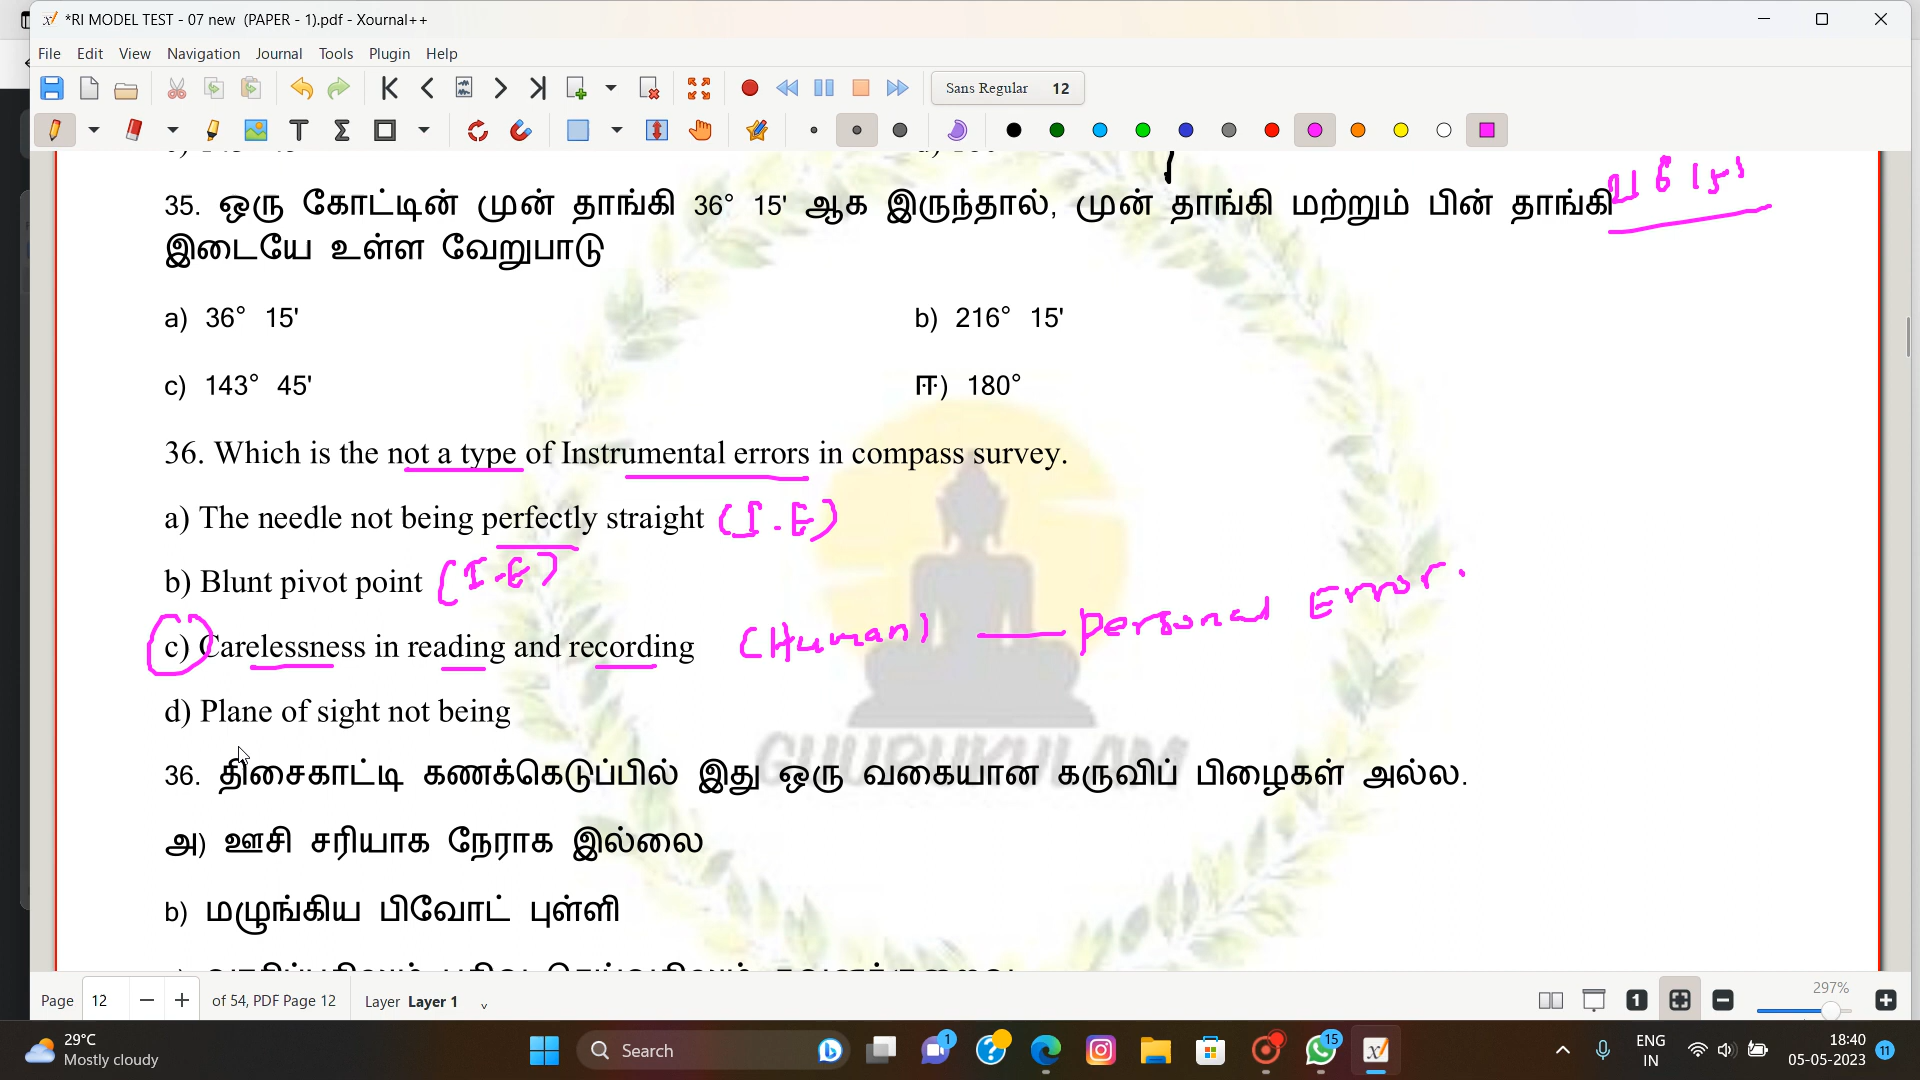 *RI MODEL TEST - 07 new (PAPER - 1).pdf - Xournal++
File Edit View Navigation Journal Tools Plugin Help
Sans Regular 12
35. ஒரு கோட்டின் முன் தாங்கி 36° 15' ஆக இருந்தால், முன் தாங்கி மற்றும் பின் தாங்கி
இடையே உள்ள வேறுபாடு
a) 36° 15' b) 216° 15'
c) 143° 45' ஈ) 180°
36. Which is the not a type of Instrumental errors in compass survey.
a) The needle not being perfectly straight (I.E)
b) Blunt pivot point (I.E)
c) Carelessness in reading and recording (Human) — Personal Error.
d) Plane of sight not being
GHURUKULAM
36. திசைகாட்டி கணக்கெடுப்பில் இது ஒரு வகையான கருவிப் பிழைகள் அல்ல.
அ) ஊசி சரியாக நேராக இல்லை
b) மழுங்கிய பிவோட் புள்ளி
Page 12 of 54, PDF Page 12 Layer Layer 1 297%
29°C
Mostly cloudy
Search
1
15
ENG
IN
18:40
05-05-2023
11